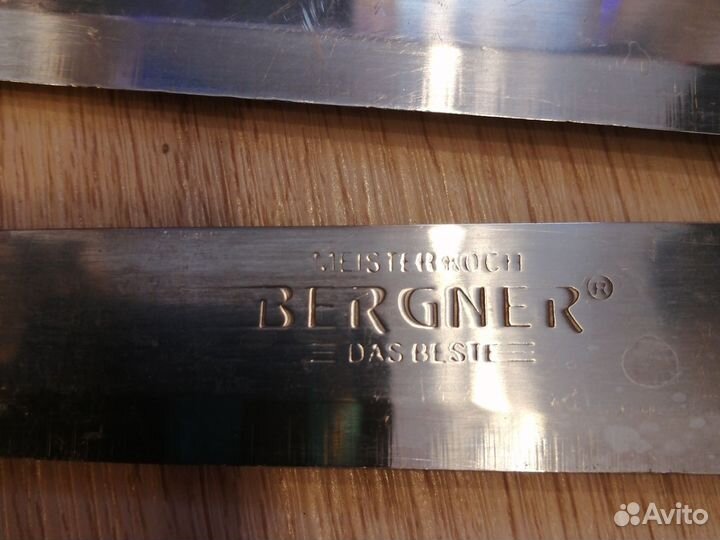 MEISTERKOCH
BERGNER®
DAS BESTE
Avito